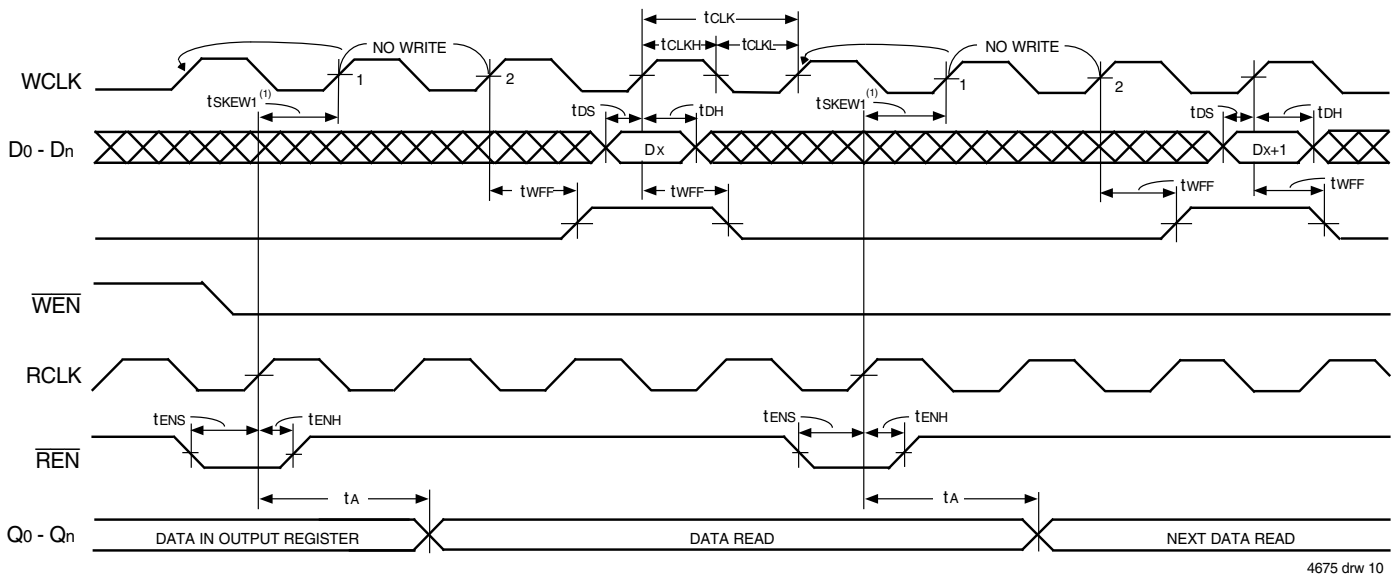 tCLK
NO WRITE
tCLKH
tCLKL
NO WRITE
WCLK
1
2
1
2
tSKEW1(1)
tDS
tDH
tSKEW1(1)
tDS
tDH
D0 - Dn
Dx
Dx+1
tWFF
tWFF
tWFF
tWFF
WEN
RCLK
tENS
tENH
tENS
tENH
REN
tA
tA
Q0 - Qn
DATA IN OUTPUT REGISTER
DATA READ
NEXT DATA READ
4675 drw 10